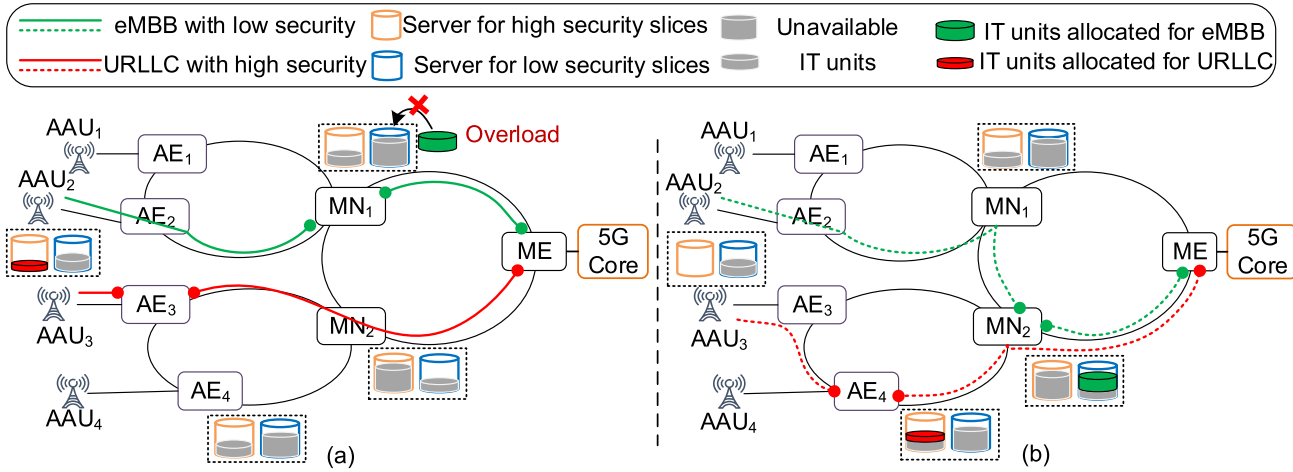 eMBB with low security
Server for high security slices
Unavailable
IT units allocated for eMBB
URLLC with high security
Server for low security slices
IT units
IT units allocated for URLLC
AAU1
AE1
Overload
AAU2
AE2
MN1
ME
5G
Core
AE3
AAU3
MN2
AE4
AAU4
(a)
AAU1
AE1
AAU2
AE2
MN1
ME
5G
Core
AE3
AAU3
MN2
AE4
AAU4
(b)